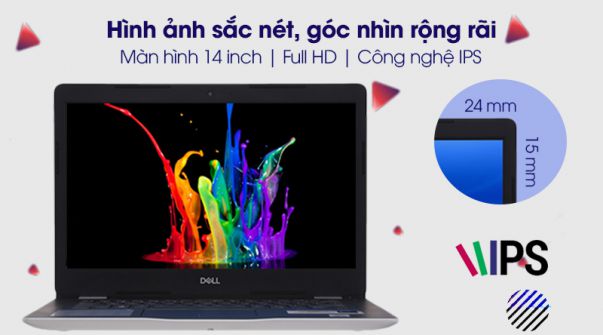 Hình ảnh sắc nét, góc nhìn rộng rãi
Màn hình 14 inch | Full HD | Công nghệ IPS
24 mm
15 mm
DELL
IPS